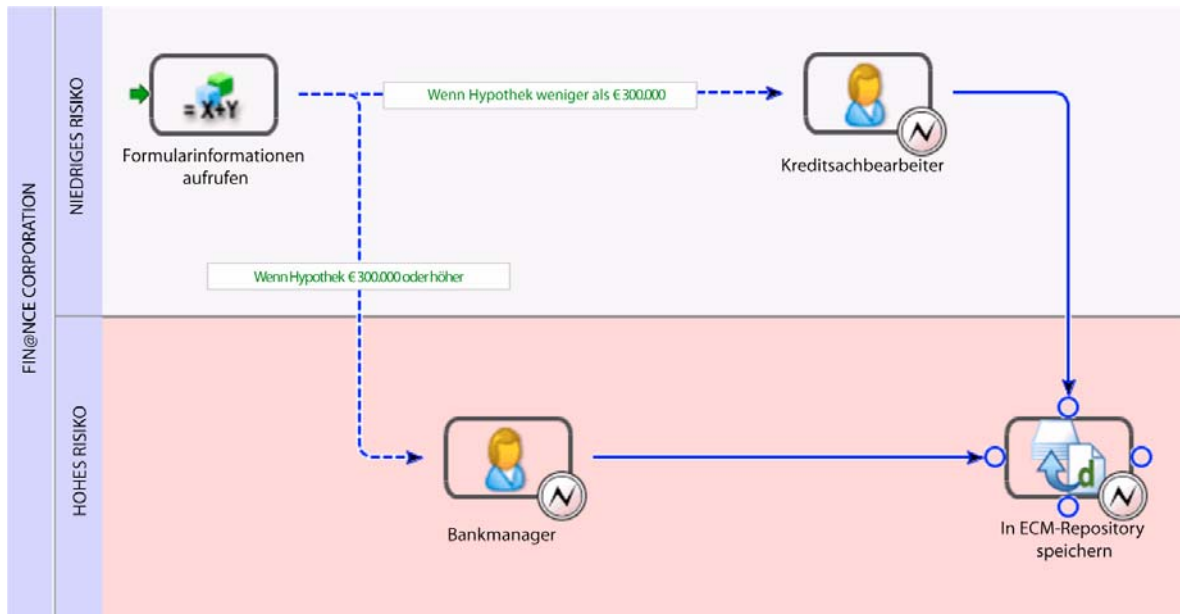 FIN@NCE CORPORATION
NIEDRIGES RISIKO
= X+Y
Formularinformationen
aufrufen
Wenn Hypothek weniger als € 300.000
Kreditsachbearbeiter
Wenn Hypothek € 300.000 oder höher
HOHES RISIKO
Bankmanager
d
In ECM-Repository
speichern